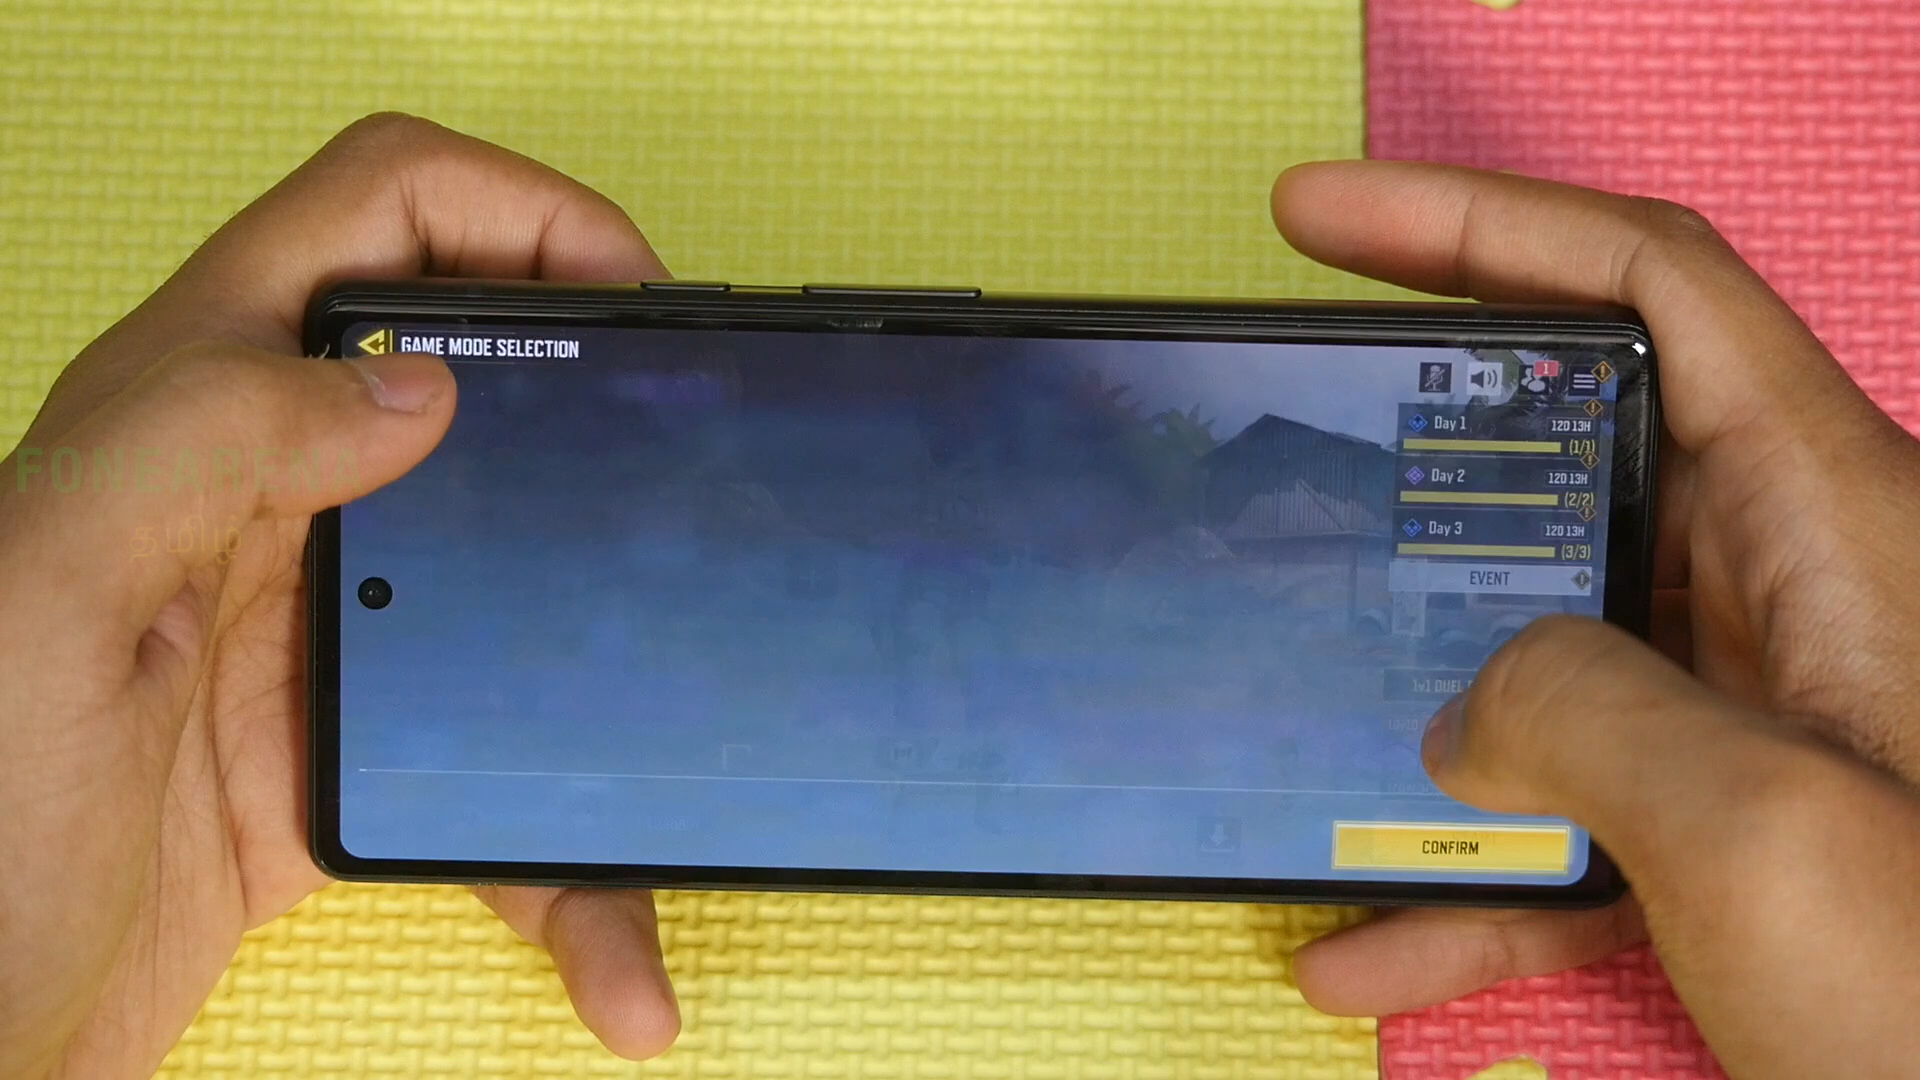 GAME MODE SELECTION
1
Day 1
12D 13H
(1/1)
Day 2
12D 13H
(2/2)
Day 3
12D 13H
(3/3)
EVENT
1v1 DUEL
CONFIRM
FONEARENA
தமிழ்